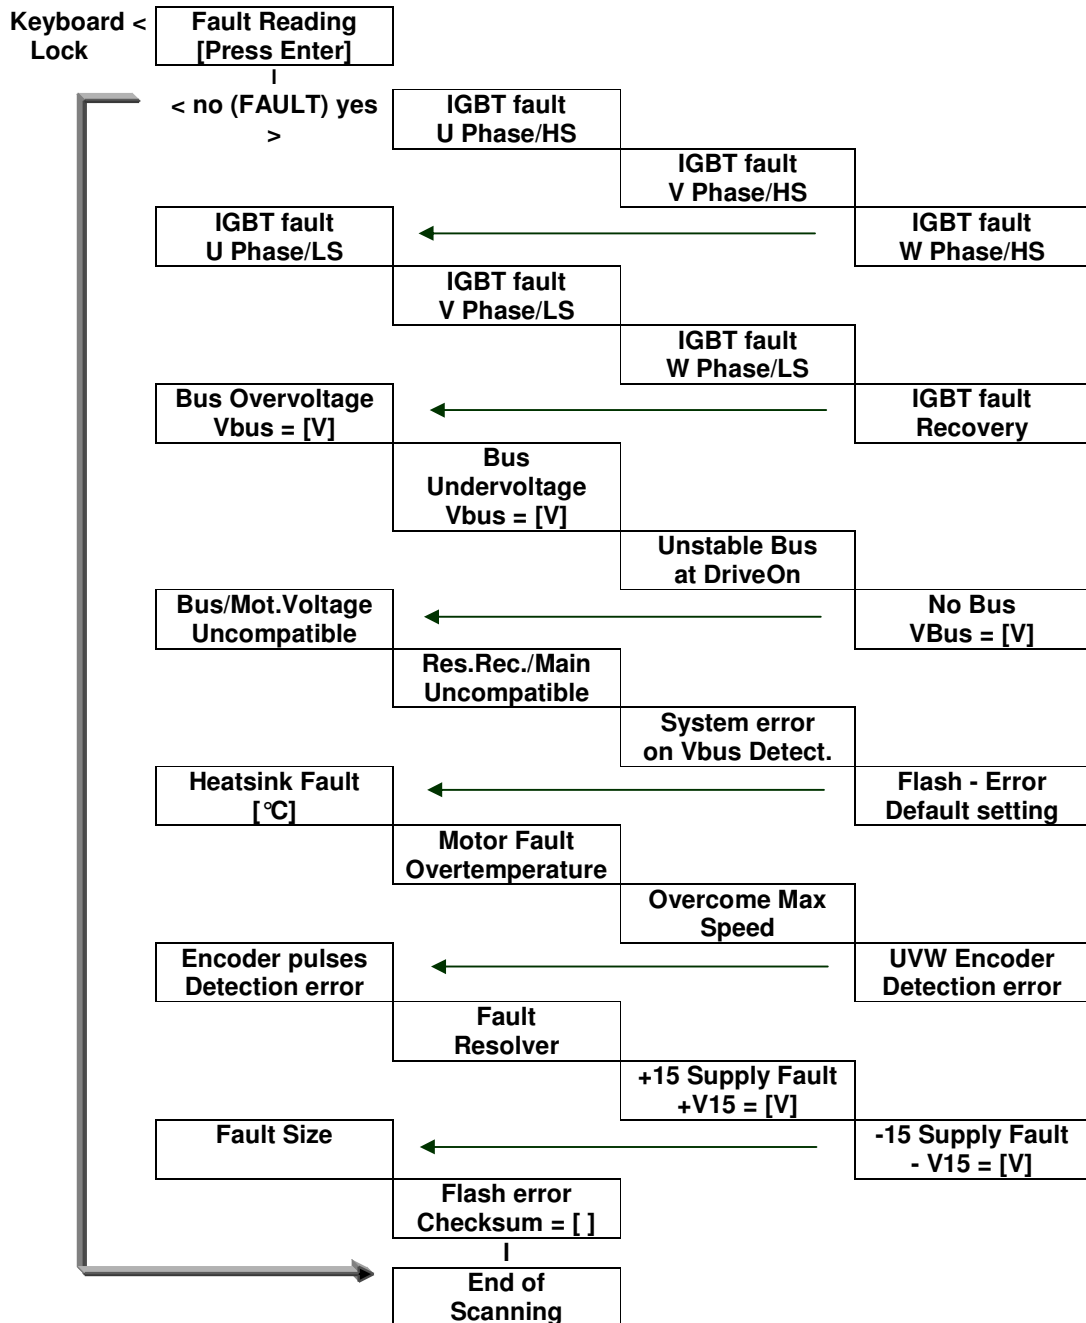 Keyboard <
Lock
Fault Reading
[Press Enter]
I
< no (FAULT) yes
>
IGBT fault
U Phase/HS
IGBT fault
V Phase/HS
IGBT fault
W Phase/HS
IGBT fault
U Phase/LS
IGBT fault
V Phase/LS
IGBT fault
W Phase/LS
IGBT fault
Recovery
Bus Overvoltage
Vbus = [V]
Bus
Undervoltage
Vbus = [V]
Unstable Bus
at DriveOn
No Bus
VBus = [V]
Bus/Mot.Voltage
Uncompatible
Res.Rec./Main
Uncompatible
System error
on Vbus Detect.
Flash - Error
Default setting
Heatsink Fault
[°C]
Motor Fault
Overtemperature
Overcome Max
Speed
UVW Encoder
Detection error
Encoder pulses
Detection error
Fault
Resolver
+15 Supply Fault
+V15 = [V]
-15 Supply Fault
- V15 = [V]
Fault Size
Flash error
Checksum = [ ]
I
End of
Scanning